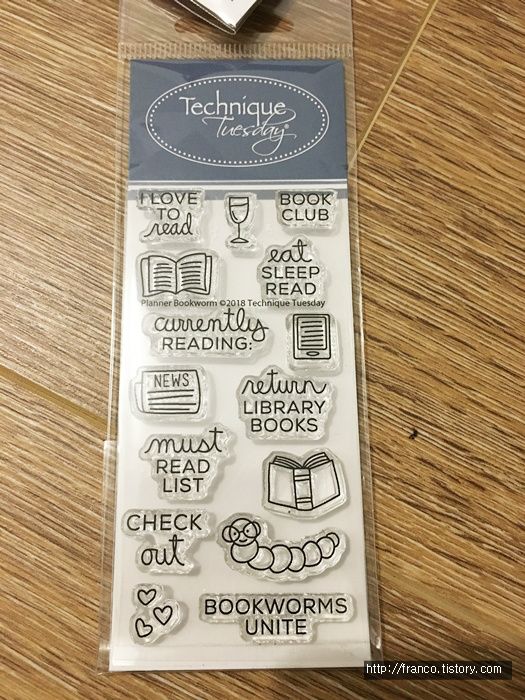 Technique
Tuesday®
I LOVE
TO
read
BOOK
CLUB
eat
SLEEP
READ
Planner Bookworm ©2018 Technique Tuesday
currently
READING:
NEWS
return
LIBRARY
BOOKS
must
READ
LIST
CHECK
out
BOOKWORMS
UNITE
http://franco.tistory.com